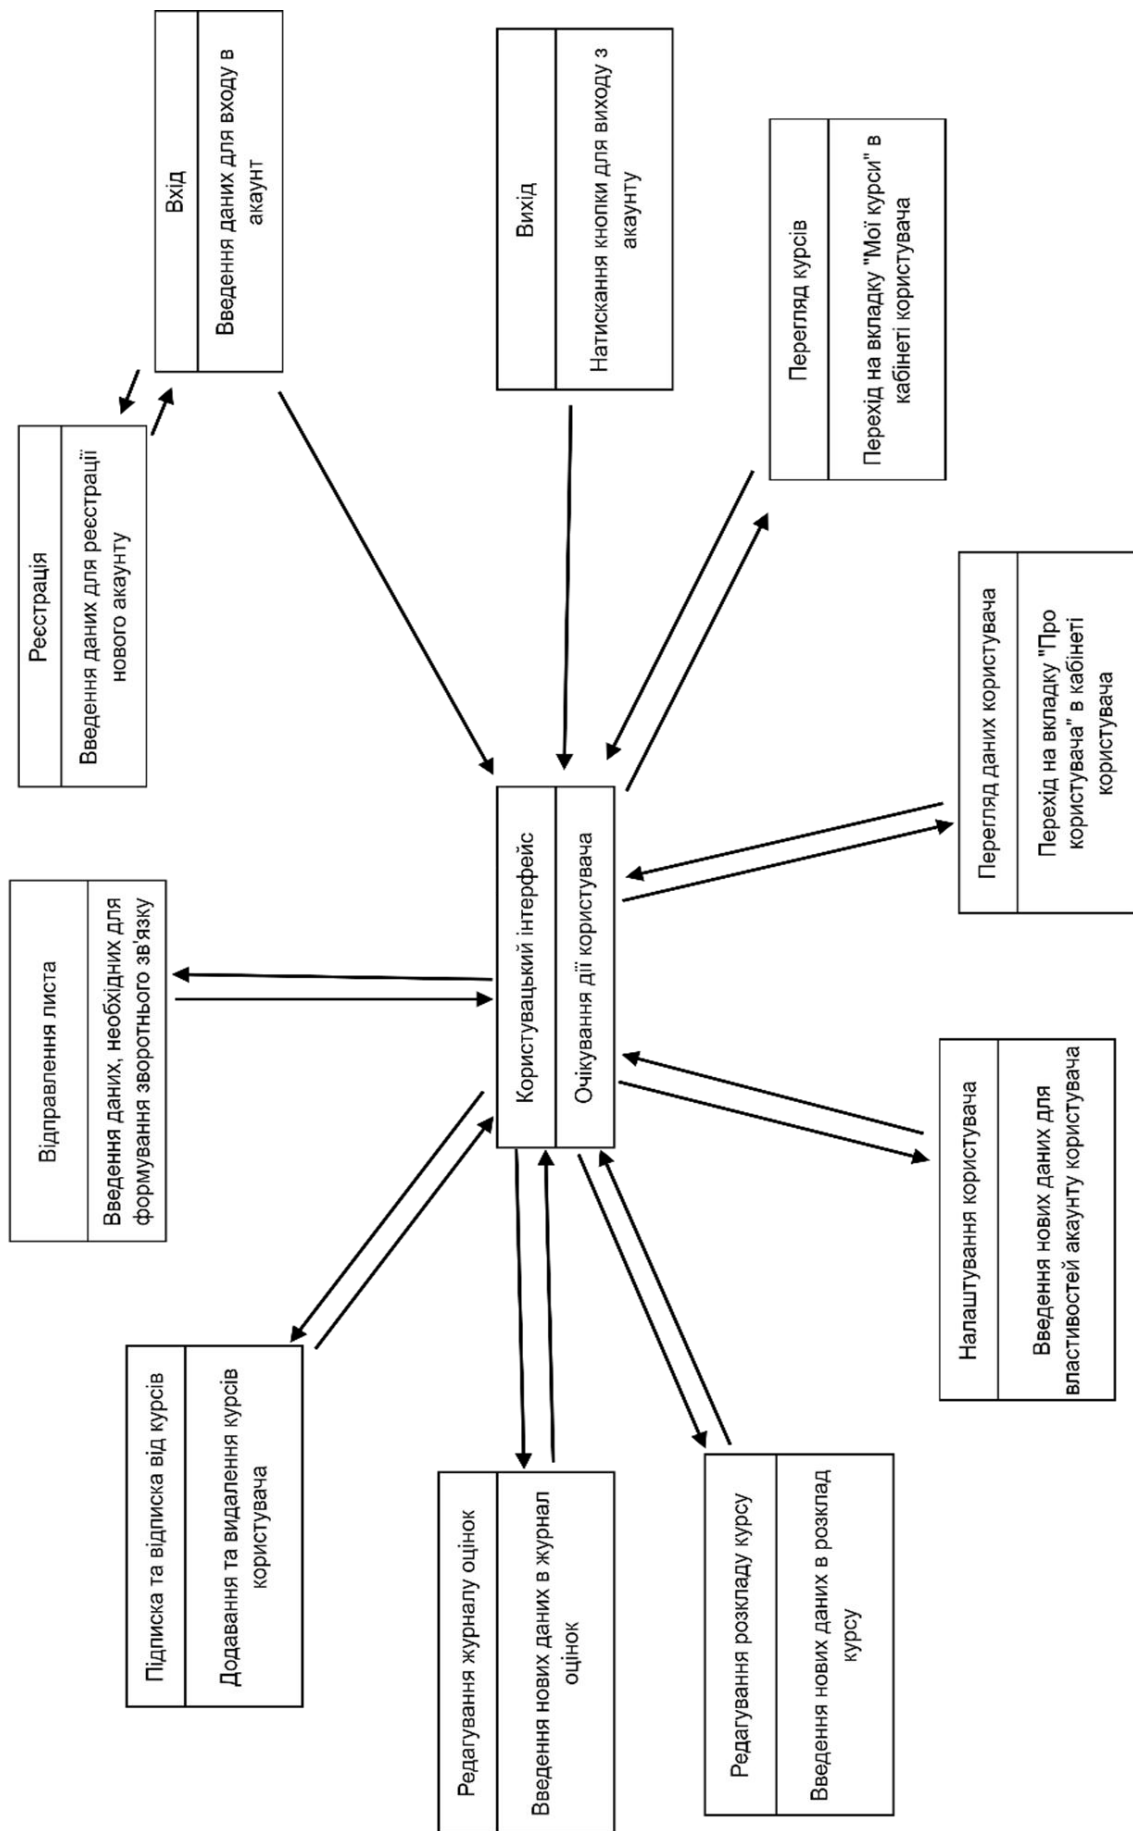 Підписка та відписка від курсів
Додавання та видалення курсів
користувача
Відправлення листа
Введення даних, необхідних для
формування зворотнього зв'язку
Реєстрація
Введення даних для реєстрації
нового акаунту
Вхід
Введення даних для входу в
акаунт
Редагування журналу оцінок
Введення нових даних в журнал
оцінок
Користувацький інтерфейс
Очікування дії користувача
Вихід
Натискання кнопки для виходу з
акаунту
Редагування розкладу курсу
Введення нових даних в розклад
курсу
Налаштування користувача
Введення нових даних для
властивостей акаунту користувача
Перегляд даних користувача
Перехід на вкладку "Про
користувача" в кабінеті
користувача
Перегляд курсів
Перехід на вкладку "Мої курси" в
кабінеті користувача